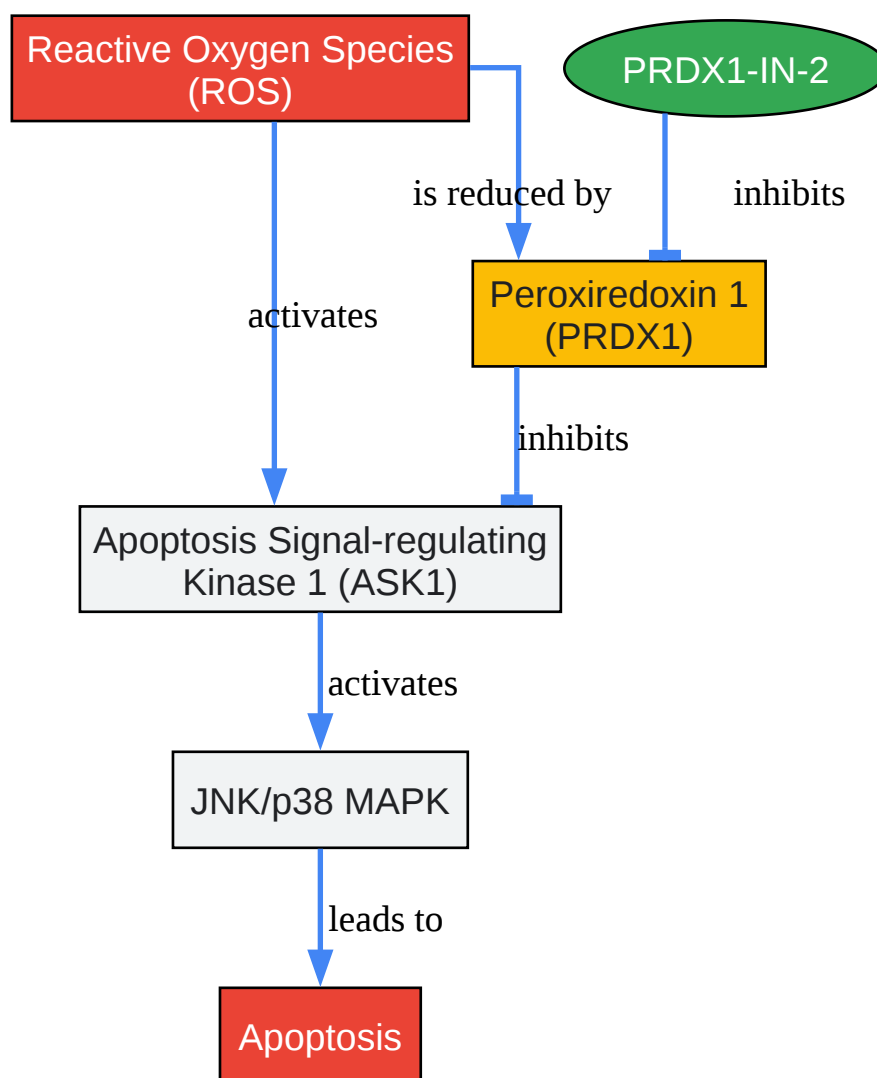 Reactive Oxygen Species
(ROS)
PRDX1-IN-2
is reduced by
inhibits
Peroxiredoxin 1
(PRDX1)
activates
inhibits
Apoptosis Signal-regulating
Kinase 1 (ASK1)
activates
JNK/p38 MAPK
leads to
Apoptosis